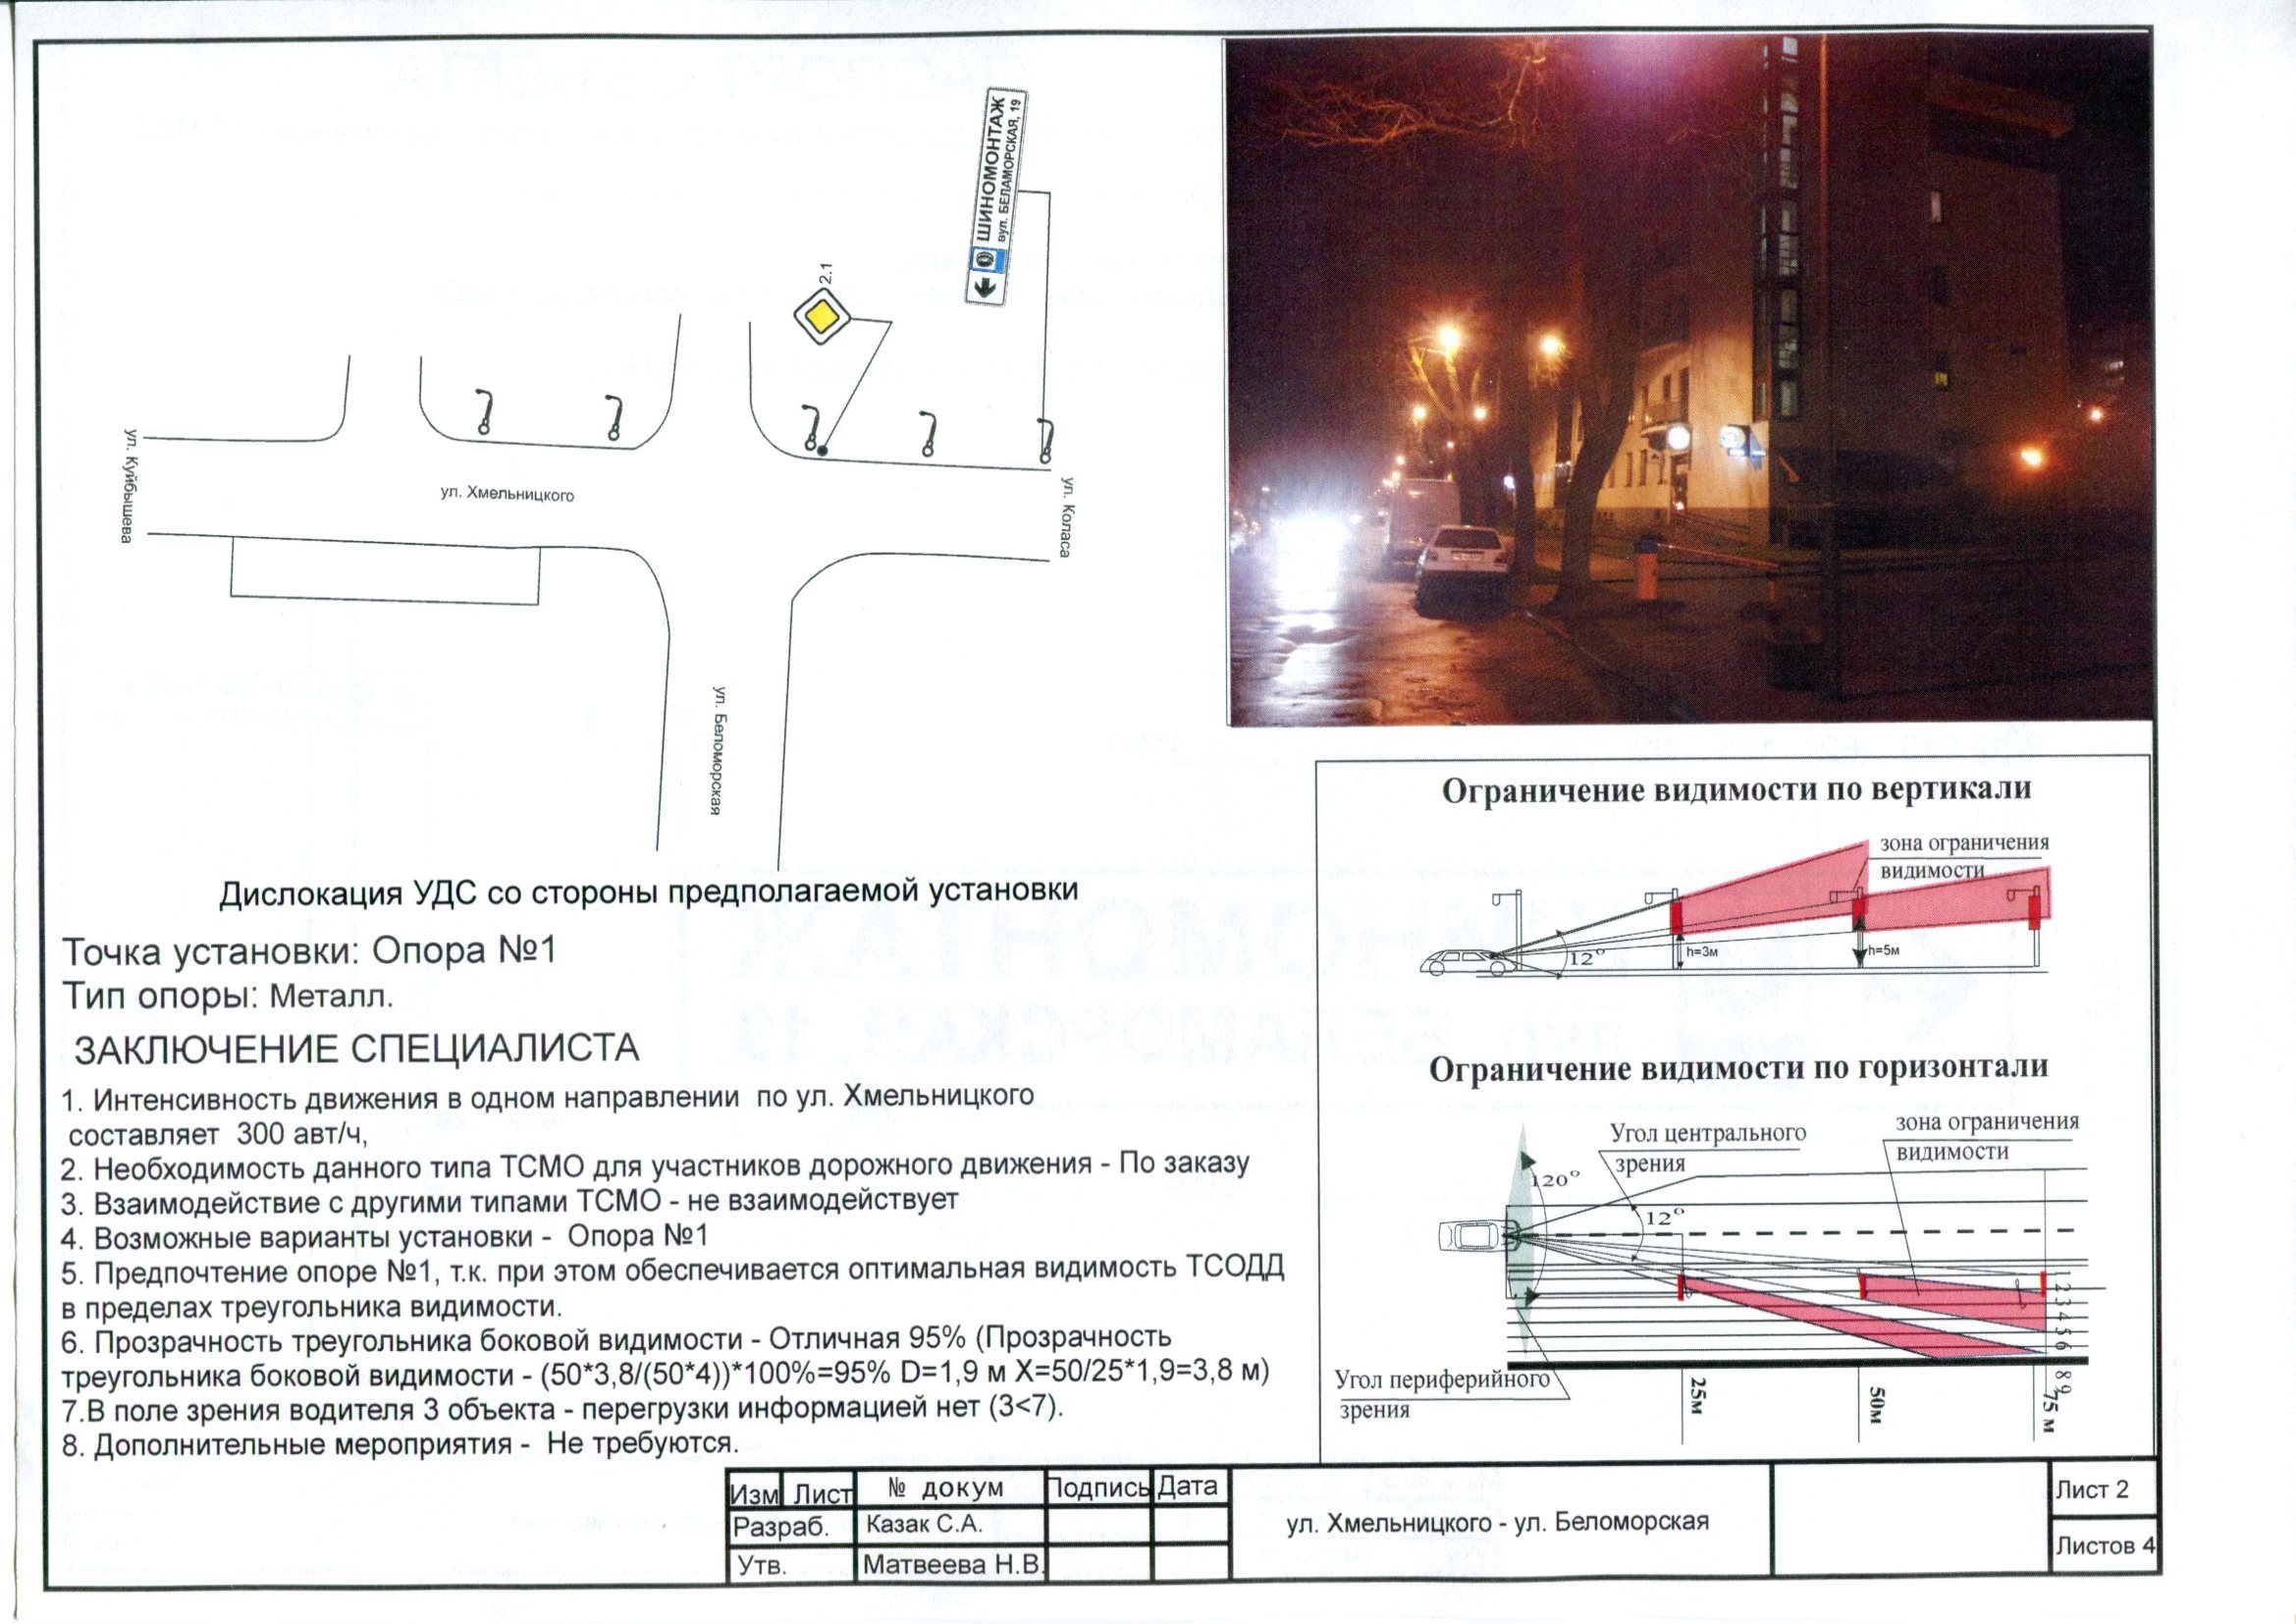 ШИНОМОНТАЖ
вул. БЕЛАМОРСКАЯ, 19
2.1
ул. Куйбышева
ул. Хмельницкого
ул. Коласа
ул. Беломорская
Дислокация УДС со стороны предполагаемой установки
Точка установки: Опора №1
Тип опоры: Металл.
ЗАКЛЮЧЕНИЕ СПЕЦИАЛИСТА
1. Интенсивность движения в одном направлении по ул. Хмельницкого
составляет 300 авт/ч,
2. Необходимость данного типа ТСМО для участников дорожного движения - По заказу
3. Взаимодействие с другими типами ТСМО - не взаимодействует
4. Возможные варианты установки - Опора №1
5. Предпочтение опоре №1, т.к. при этом обеспечивается оптимальная видимость ТСОДД
в пределах треугольника видимости.
6. Прозрачность треугольника боковой видимости - Отличная 95% (Прозрачность
треугольника боковой видимости - (50*3,8/(50*4))*100%=95% D=1,9 м X=50/25*1,9=3,8 м)
7.В поле зрения водителя 3 объекта - перегрузки информацией нет (3<7).
8. Дополнительные мероприятия - Не требуются.
Ограничение видимости по вертикали
зона ограничения
видимости
12°
h=3м
h=5м
Ограничение видимости по горизонтали
Угол центрального
зрения
зона ограничения
видимости
120°
12°
1 2 3 4 5 6
8 9
Угол периферийного
зрения
25м
50м
75 м
Изм Лист № докум Подпись Дата
Разраб. Казак С.А.
Утв. Матвеева Н.В.
ул. Хмельницкого - ул. Беломорская
Лист 2
Листов 4